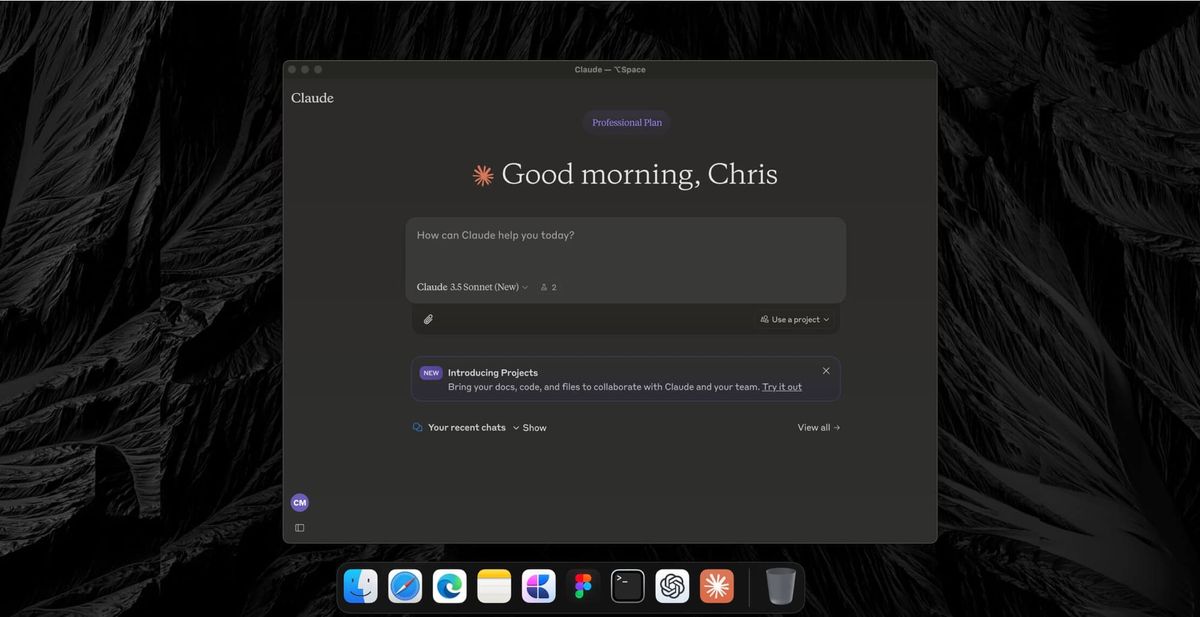 Claude — ⌥Space
Claude
Professional Plan
Good morning, Chris
How can Claude help you today?
Claude 3.5 Sonnet (New)
2
Use a project
NEW
Introducing Projects
Bring your docs, code, and files to collaborate with Claude and your team. Try it out
Your recent chats
Show
View all →
CM
>_